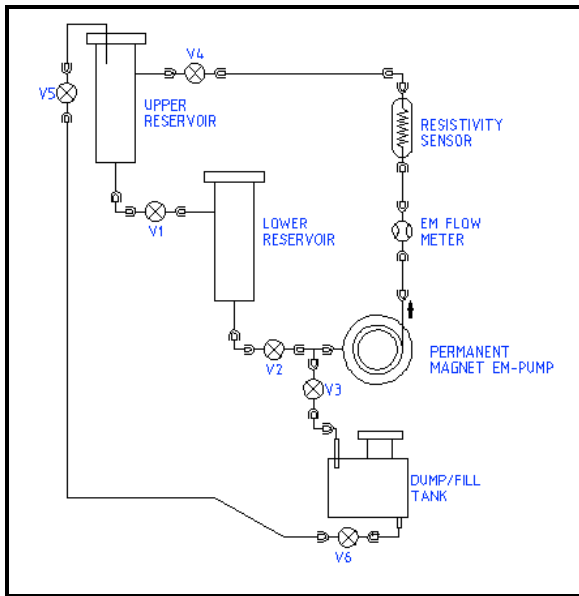 V4
V5
UPPER
RESERVOIR
RESISTIVITY
SENSOR
V1
LOWER
RESERVOIR
EM FLOW
METER
V2
PERMANENT
MAGNET EM-PUMP
V3
DUMP/FILL
TANK
V6